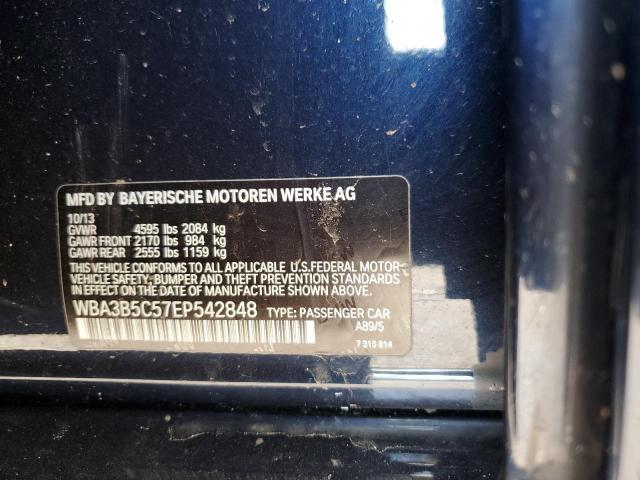 MFD BY BAYERISCHE MOTOREN WERKE AG
10/13
GVWR 4595 lbs 2084 kg
GAWR FRONT 2170 lbs 984 kg
GAWR REAR 2555 lbs 1159 kg
THIS VEHICLE CONFORMS TO ALL APPLICABLE U.S.FEDERAL MOTOR-
VEHICLE SAFETY, BUMPER AND THEFT PREVENTION STANDARDS
IN EFFECT ON THE DATE OF MANUFACTURE SHOWN ABOVE.
WBA3B5C57EP542848 TYPE: PASSENGER CAR
A89/5
7 315 814